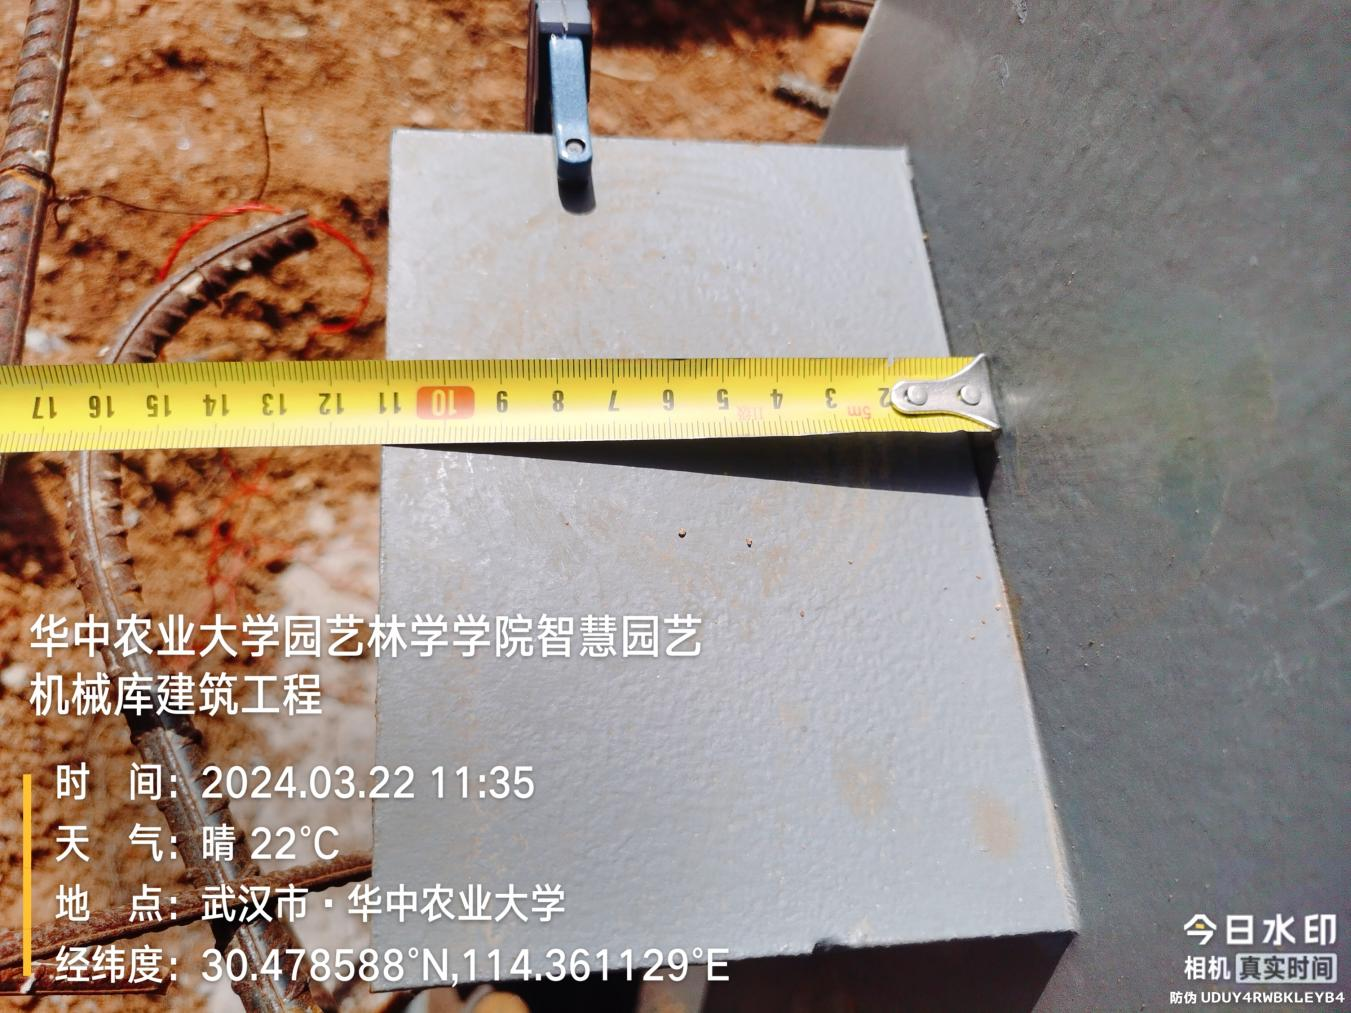 17 16 15 14 13 12 11 10 9 8 7 6 5 4 3 2
5m
华中农业大学园艺林学学院智慧园艺
机械库建筑工程
时 间：2024.03.22 11:35
天 气：晴 22℃
地 点：武汉市·华中农业大学
经纬度：30.478588°N,114.361129°E
今日水印
相机 真实时间
防伪 UDUY4RWBKLEYB4